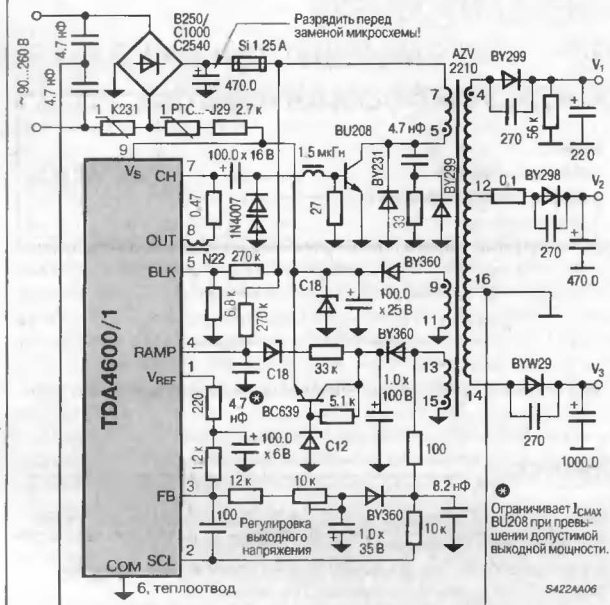 B250/
C1000
C2540
Разрядить перед
заменой микросхемы!
Si 1.25 A
470.0
4.7 нФ
4.7 нФ
≈ 90...260 В
K231
PTC...-J29
2.7 к
AZV
2210
BY299
V1
7
4
5
270
56 к
22.0
BU208
4.7 нФ
BY231
33
BY299
12
0.1
BY298
V2
270
470.0
9
VS
CH
7
100.0 x 16 В
1.5 мкГн
0.47
1N4007
27
OUT
8
N22
BLK
5
270 к
6.8 к
270 к
C18
100.0
x 25 В
BY360
9
11
16
RAMP
4
C18
33 к
BY360
13
15
14
VREF
1
220
4.7
нФ
BC639
5.1 к
C12
1.0 x
100 В
100
BYW29
V3
270
1000.0
1.2 к
100.0
x 6 В
FB
3
12 к
10 к
BY360
8.2 нФ
100
Регулировка
выходного
напряжения
1.0 x
35 В
10 к
SCL
2
COM
6, теплоотвод
TDA4600/1
Ограничивает ICMAX
BU208 при превы-
шении допустимой
выходной мощности.
S422AA06